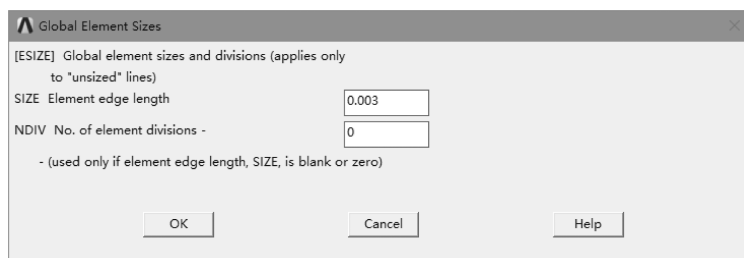 Global Element Sizes
[ESIZE] Global element sizes and divisions (applies only
to "unsized" lines)
SIZE Element edge length 0.003
NDIV No. of element divisions - 0
- (used only if element edge length, SIZE, is blank or zero)
OK Cancel Help